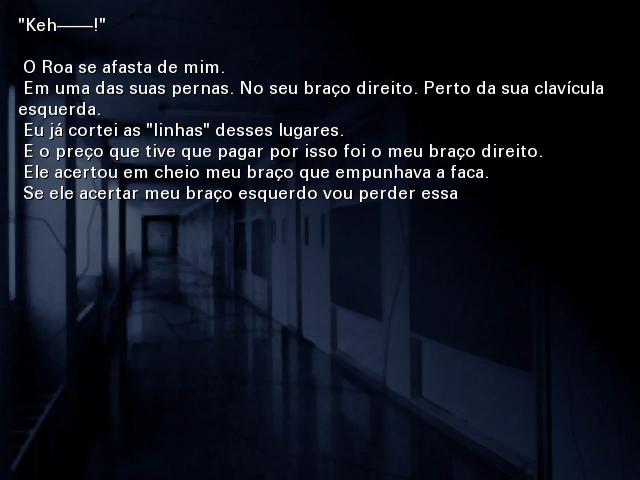 "Keh——!"
O Roa se afasta de mim.
Em uma das suas pernas. No seu braço direito. Perto da sua clavícula
esquerda.
Eu já cortei as "linhas" desses lugares.
E o preço que tive que pagar por isso foi o meu braço direito.
Ele acertou em cheio meu braço que empunhava a faca.
Se ele acertar meu braço esquerdo vou perder essa